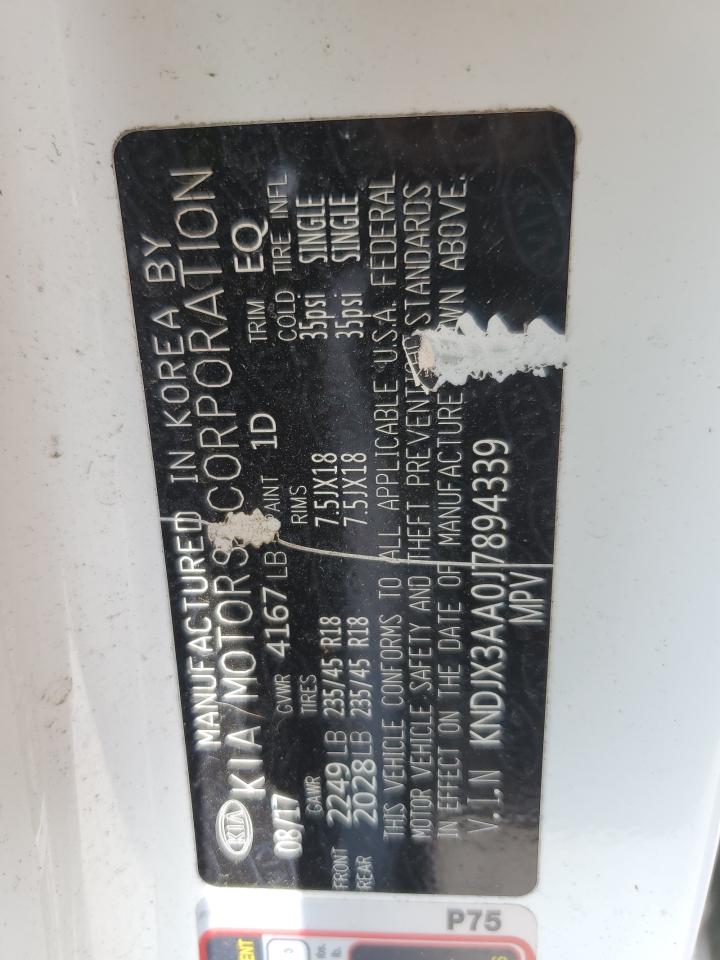 MANUFACTURED IN KOREA BY
KIA KIA MOTORS CORPORATION
08/17 GVWR 4167 LB PAINT 1D TRIM EQ
GAWR TIRES RIMS COLD TIRE INFL
FRONT 2249 LB 235/45 R18 7.5JX18 35psi SINGLE
REAR 2028 LB 235/45 R18 7.5JX18 35psi SINGLE
THIS VEHICLE CONFORMS TO ALL APPLICABLE U.S.A. FEDERAL
MOTOR VEHICLE SAFETY AND THEFT PREVENTION STANDARDS
IN EFFECT ON THE DATE OF MANUFACTURE SHOWN ABOVE.
V.I.N KNDJX3AA0J7894339
MPV
P75